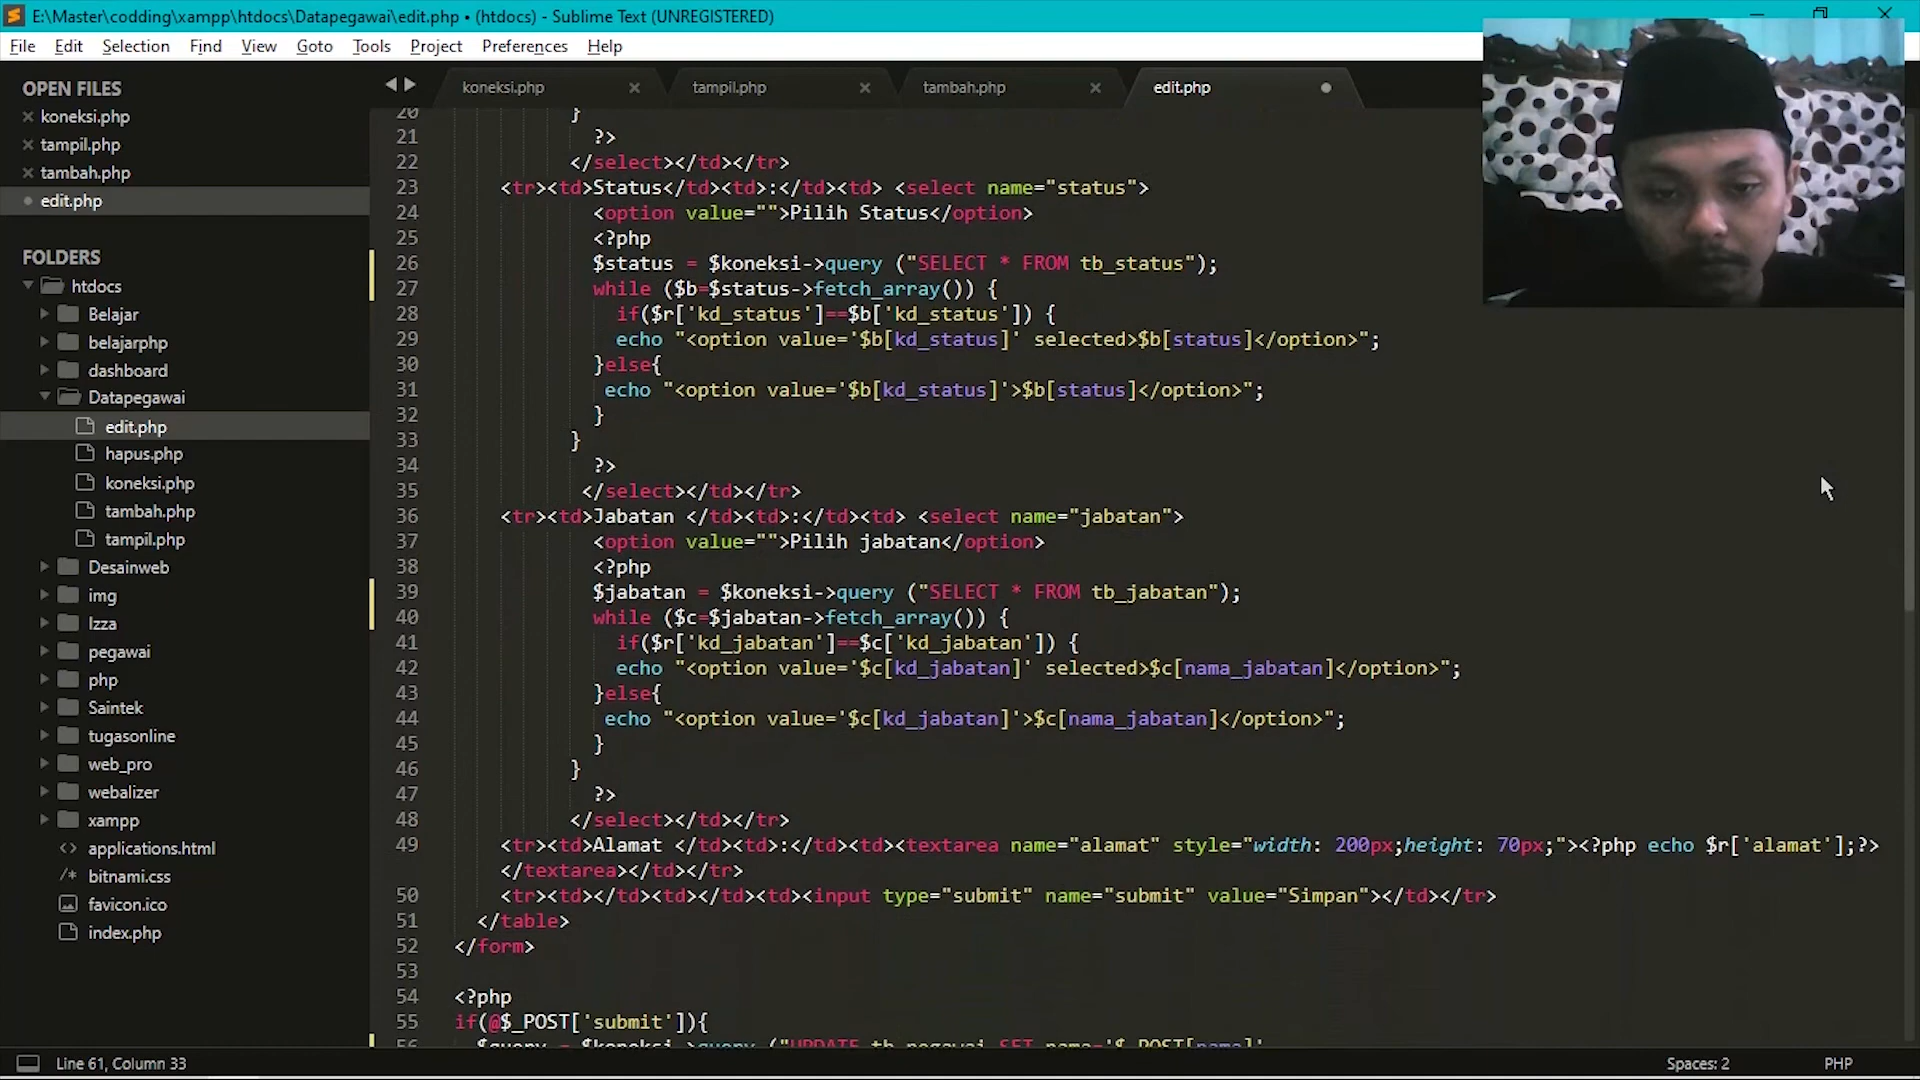 E:\Master\codding\xampp\htdocs\Datapegawai\edit.php • (htdocs) - Sublime Text (UNREGISTERED)
File Edit Selection Find View Goto Tools Project Preferences Help
OPEN FILES
koneksi.php
tampil.php
tambah.php
edit.php
FOLDERS
htdocs
Belajar
belajarphp
dashboard
Datapegawai
edit.php
hapus.php
koneksi.php
tambah.php
tampil.php
Desainweb
img
Izza
pegawai
php
Saintek
tugasonline
web_pro
webalizer
xampp
applications.html
bitnami.css
favicon.ico
index.php
koneksi.php tampil.php tambah.php edit.php
20 }
21 ?>
22 </select></td></tr>
23 <tr><td>Status</td><td>:</td><td> <select name="status">
24 <option value="">Pilih Status</option>
25 <?php
26 $status = $koneksi->query ("SELECT * FROM tb_status");
27 while ($b=$status->fetch_array()) {
28 if($r['kd_status']==$b['kd_status']) {
29 echo "<option value='$b[kd_status]' selected>$b[status]</option>";
30 }else{
31 echo "<option value='$b[kd_status]'>$b[status]</option>";
32 }
33 }
34 ?>
35 </select></td></tr>
36 <tr><td>Jabatan </td><td>:</td><td> <select name="jabatan">
37 <option value="">Pilih jabatan</option>
38 <?php
39 $jabatan = $koneksi->query ("SELECT * FROM tb_jabatan");
40 while ($c=$jabatan->fetch_array()) {
41 if($r['kd_jabatan']==$c['kd_jabatan']) {
42 echo "<option value='$c[kd_jabatan]' selected>$c[nama_jabatan]</option>";
43 }else{
44 echo "<option value='$c[kd_jabatan]'>$c[nama_jabatan]</option>";
45 }
46 }
47 ?>
48 </select></td></tr>
49 <tr><td>Alamat </td><td>:</td><td><textarea name="alamat" style="width: 200px;height: 70px;"><?php echo $r['alamat'];?>
</textarea></td></tr>
50 <tr><td></td><td></td><td><input type="submit" name="submit" value="Simpan"></td></tr>
51 </table>
52 </form>
53
54 <?php
55 if(@$_POST['submit']){
56 $query = $koneksi->query ("UPDATE tb_pegawai SET nama='$_POST[nama]'
Line 61, Column 33
Spaces: 2
PHP